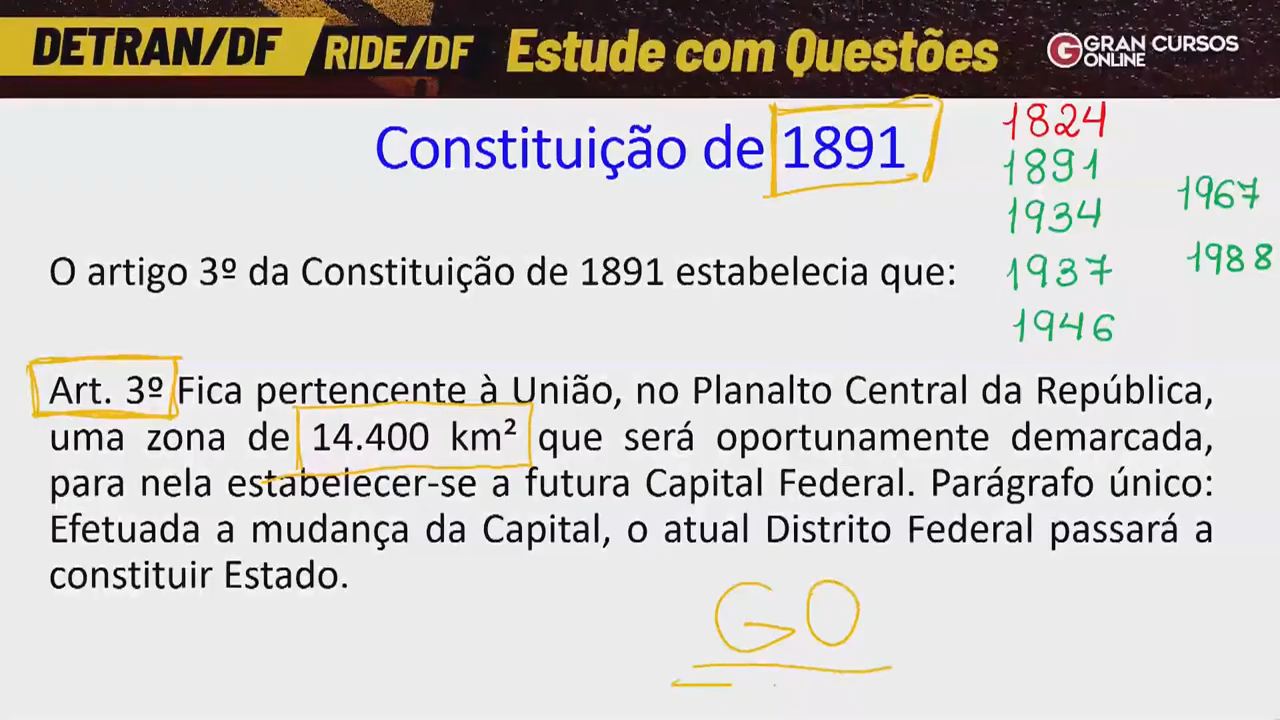 DETRAN/DF RIDE/DF Estude com Questões GRAN CURSOS ONLINE
Constituição de 1891
1824
1891
1934
1937
1946
1967
1988
O artigo 3º da Constituição de 1891 estabelecia que:
Art. 3º Fica pertencente à União, no Planalto Central da República,
uma zona de 14.400 km² que será oportunamente demarcada,
para nela estabelecer-se a futura Capital Federal. Parágrafo único:
Efetuada a mudança da Capital, o atual Distrito Federal passará a
constituir Estado.
GO